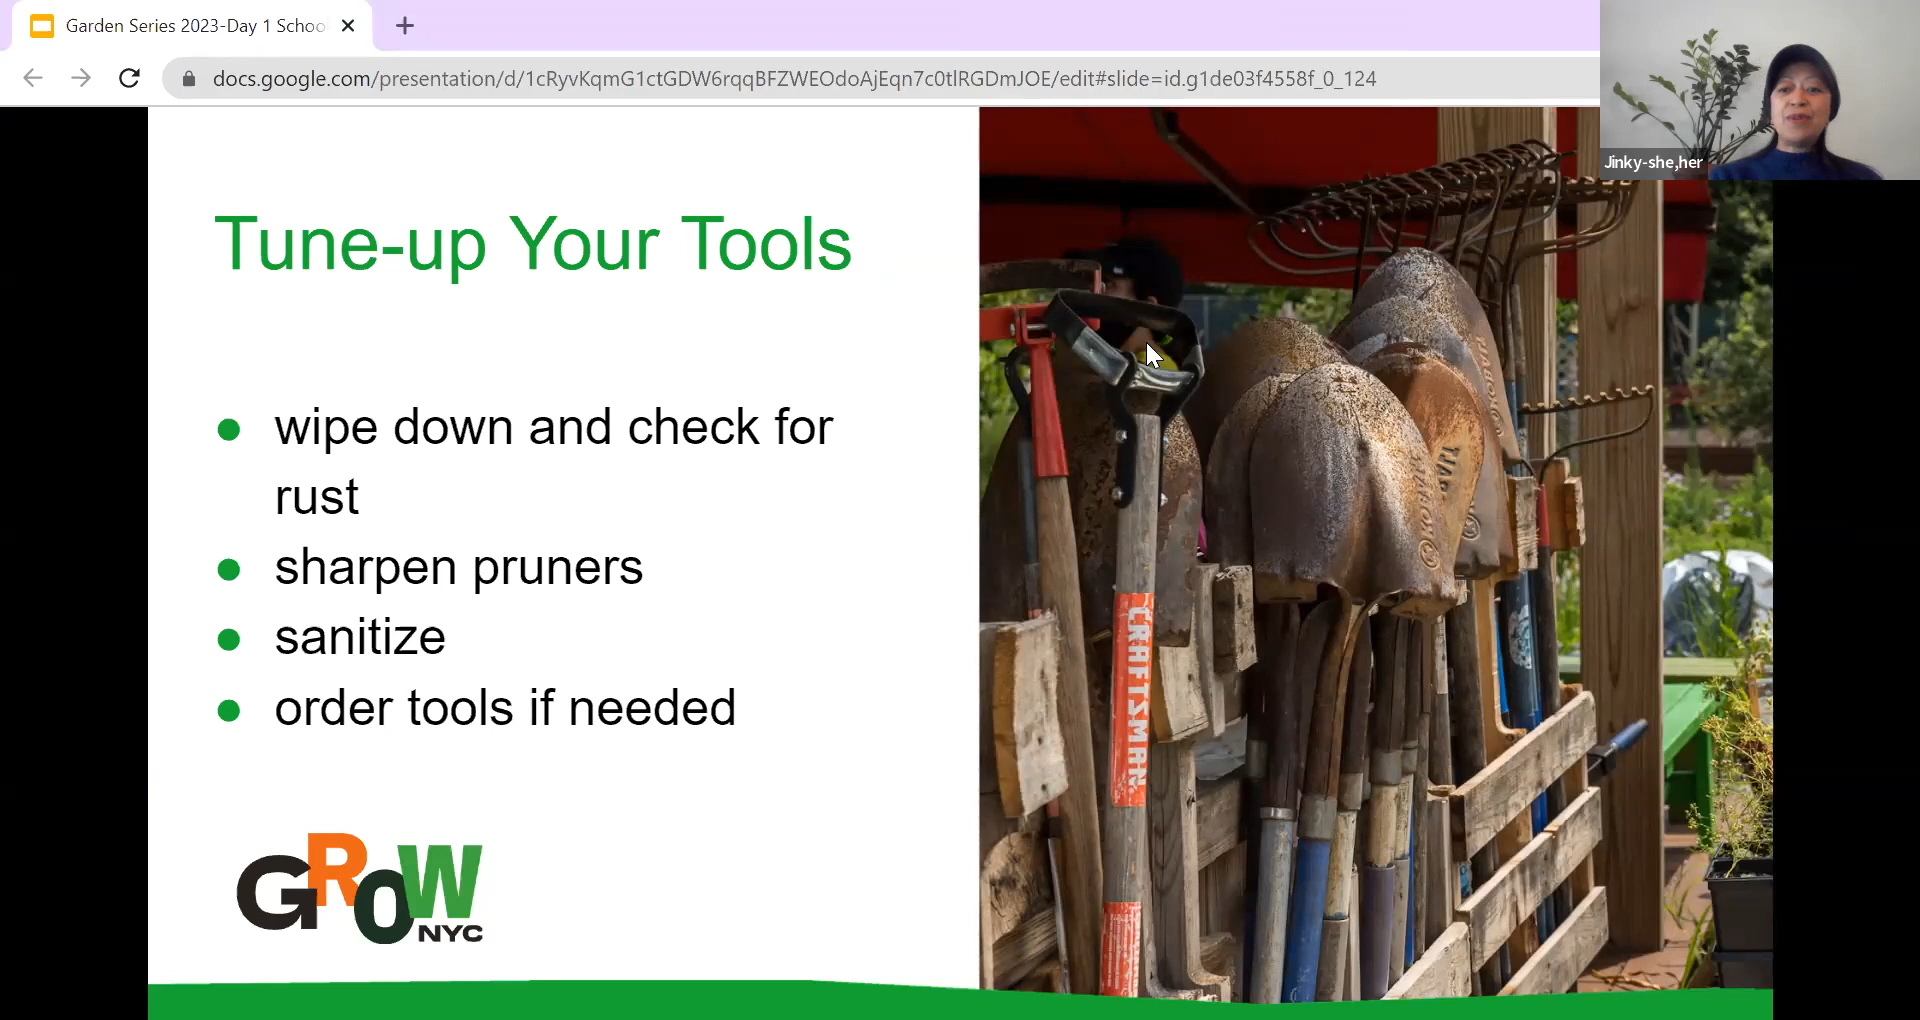 Garden Series 2023-Day 1 Schoo
docs.google.com/presentation/d/1cRyvKqmG1ctGDW6rqqBFZWEOdoAjEqn7c0tlRGDmJOE/edit#slide=id.g1de03f4558f_0_124
Jinky-she,her
Tune-up Your Tools
wipe down and check for
rust
sharpen pruners
sanitize
order tools if needed
GROW
NYC
CRAFTSMAN